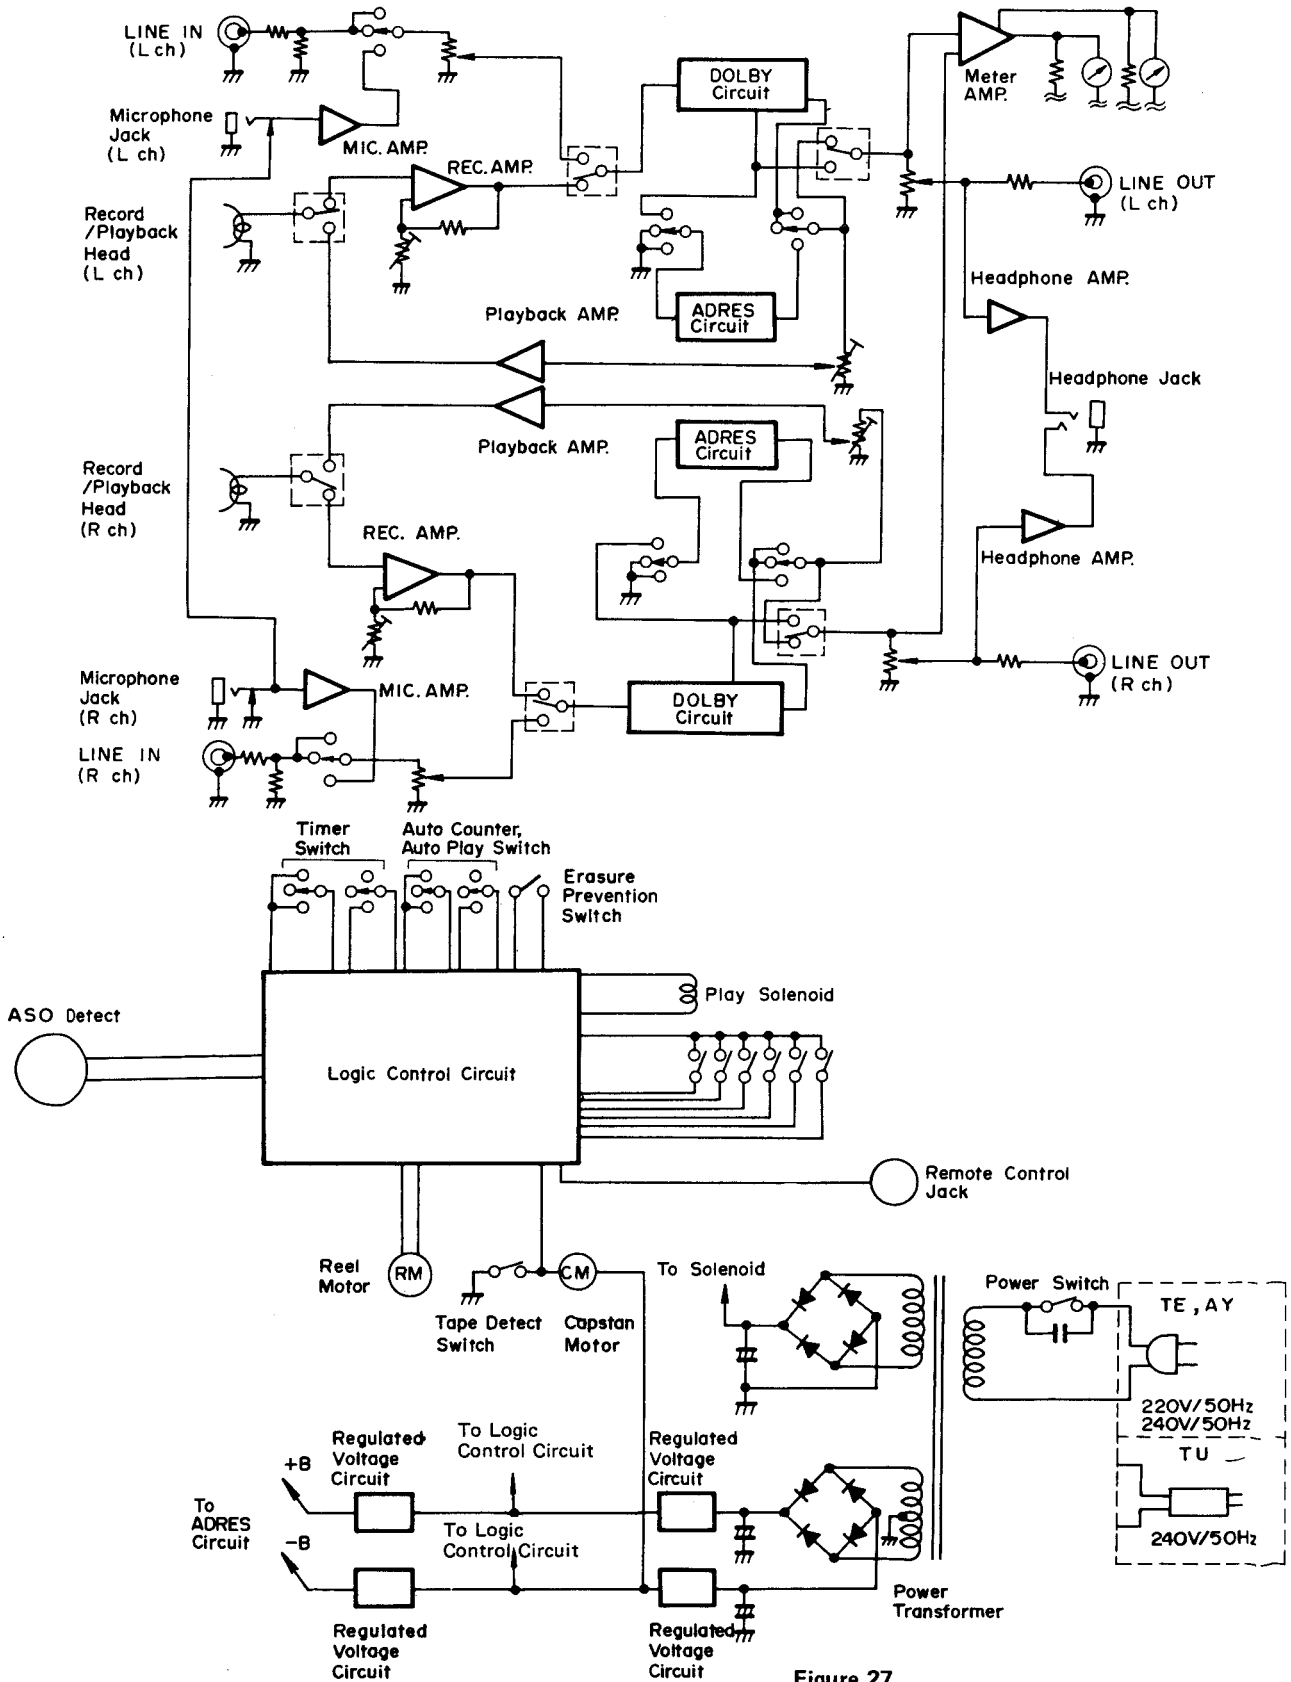 LINE IN
(L ch)
DOLBY
Circuit
Meter
AMP.
Microphone
Jack
(L ch)
MIC. AMP.
REC. AMP.
LINE OUT
(L ch)
Record
/Playback
Head
(L ch)
Headphone AMP.
Playback AMP.
ADRES
Circuit
Headphone Jack
Playback AMP.
ADRES
Circuit
Record
/Playback
Head
(R ch)
REC. AMP.
Headphone AMP.
LINE OUT
(R ch)
Microphone
Jack
(R ch)
MIC. AMP.
DOLBY
Circuit
LINE IN
(R ch)
Timer
Switch
Auto Counter,
Auto Play Switch
Erasure
Prevention
Switch
ASO Detect
Play Solenoid
Logic Control Circuit
Remote Control
Jack
Reel
Motor
RM
CM
Tape Detect
Switch
Capstan
Motor
To Solenoid
Power Switch
TE, AY
220V/50Hz
240V/50Hz
TU
240V/50Hz
To Logic
Control Circuit
Regulated
Voltage
Circuit
Regulated
Voltage
Circuit
+B
To
ADRES
Circuit
-B
To Logic
Control Circuit
Power
Transformer
Regulated
Voltage
Circuit
Regulated
Voltage
Circuit
Figure 27